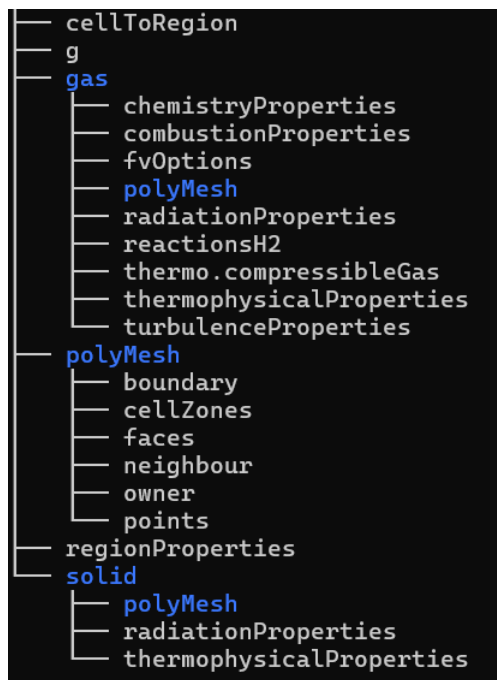 cellToRegion
g
gas
chemistryProperties
combustionProperties
fvOptions
polyMesh
radiationProperties
reactionsH2
thermo.compressibleGas
thermophysicalProperties
turbulenceProperties
polyMesh
boundary
cellZones
faces
neighbour
owner
points
regionProperties
solid
polyMesh
radiationProperties
thermophysicalProperties